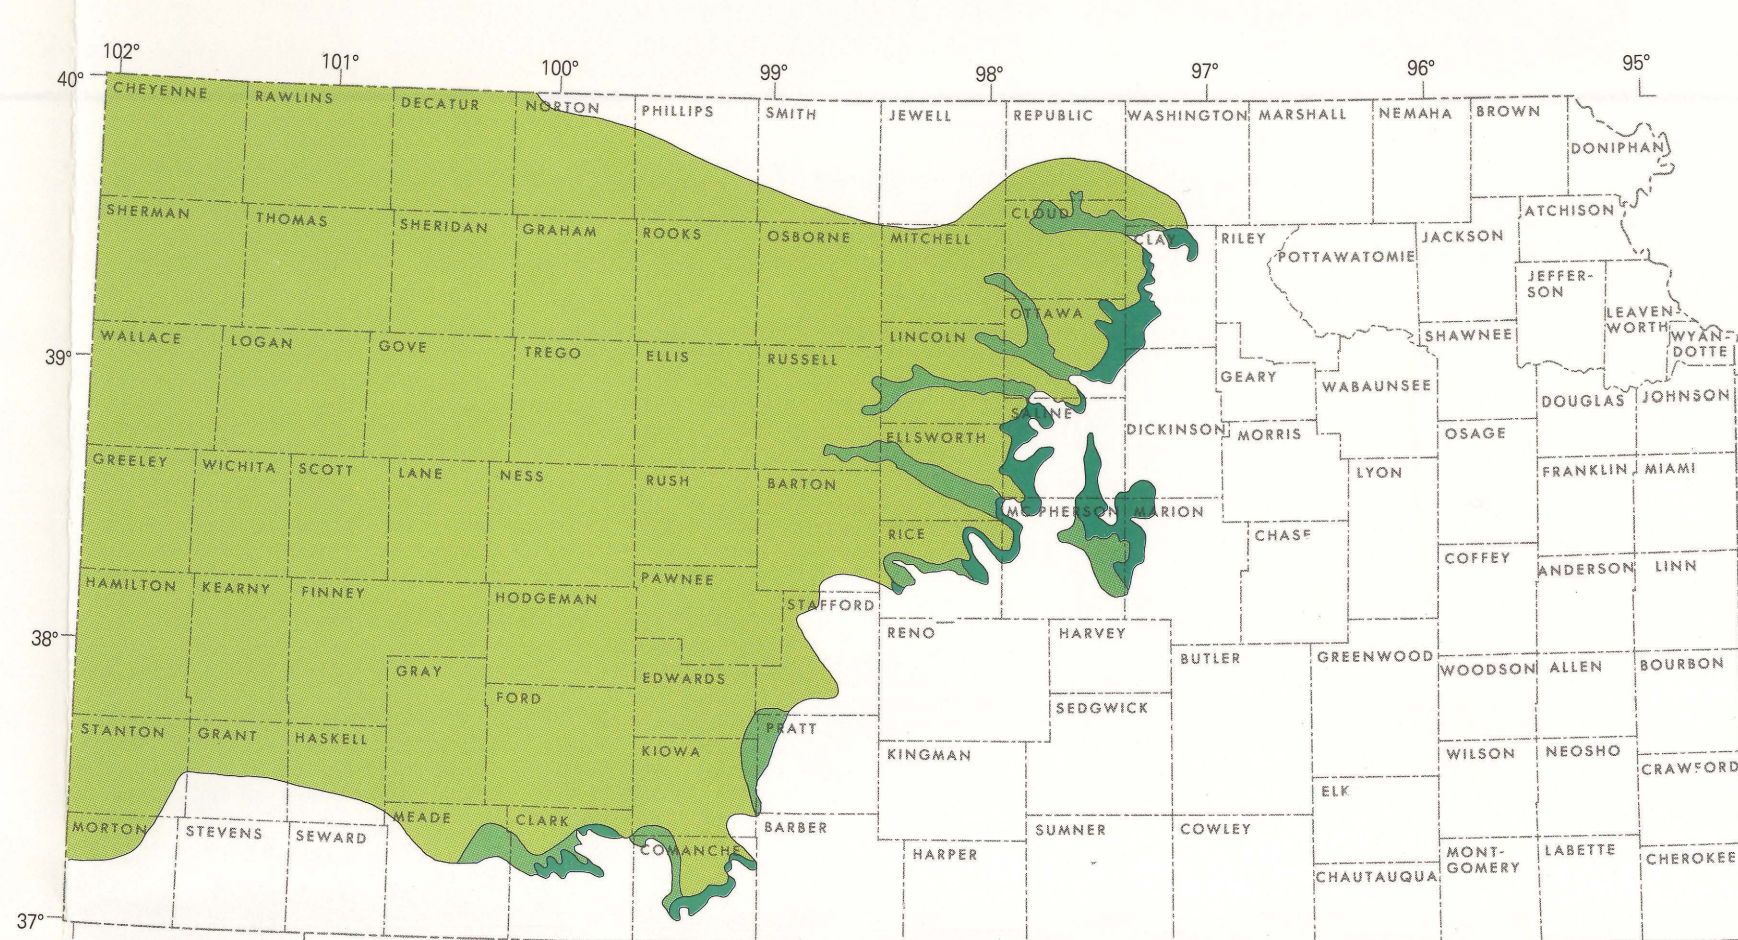 102° 101° 100° 99° 98° 97° 96° 95°
40°
CHEYENNE RAWLINS DECATUR NORTON PHILLIPS SMITH JEWELL REPUBLIC WASHINGTON MARSHALL NEMAHA BROWN
DONIPHAN
SHERMAN THOMAS SHERIDAN GRAHAM ROOKS OSBORNE MITCHELL CLOUD CLAY RILEY POTTAWATOMIE JACKSON ATCHISON
JEFFER-
SON
LEAVEN
WORTH
WYAN-
DOTTE
39°
WALLACE LOGAN GOVE TREGO ELLIS RUSSELL LINCOLN OTTAWA SHAWNEE
GEARY WABAUNSEE DOUGLAS JOHNSON
SALINE DICKINSON MORRIS OSAGE
GREELEY WICHITA SCOTT LANE NESS RUSH BARTON ELLSWORTH LYON FRANKLIN MIAMI
RICE MC PHERSON MARION CHASE
COFFEY ANDERSON LINN
HAMILTON KEARNY FINNEY HODGEMAN PAWNEE STAFFORD
38°
RENO HARVEY BUTLER GREENWOOD WOODSON ALLEN BOURBON
GRAY FORD EDWARDS SEDGWICK
STANTON GRANT HASKELL KIOWA PRATT KINGMAN WILSON NEOSHO CRAWFORD
ELK
MORTON STEVENS SEWARD MEADE CLARK COMANCHE BARBER HARPER SUMNER COWLEY
CHAUTAUQUA
MONT-
GOMERY
LABETTE CHEROKEE
37°